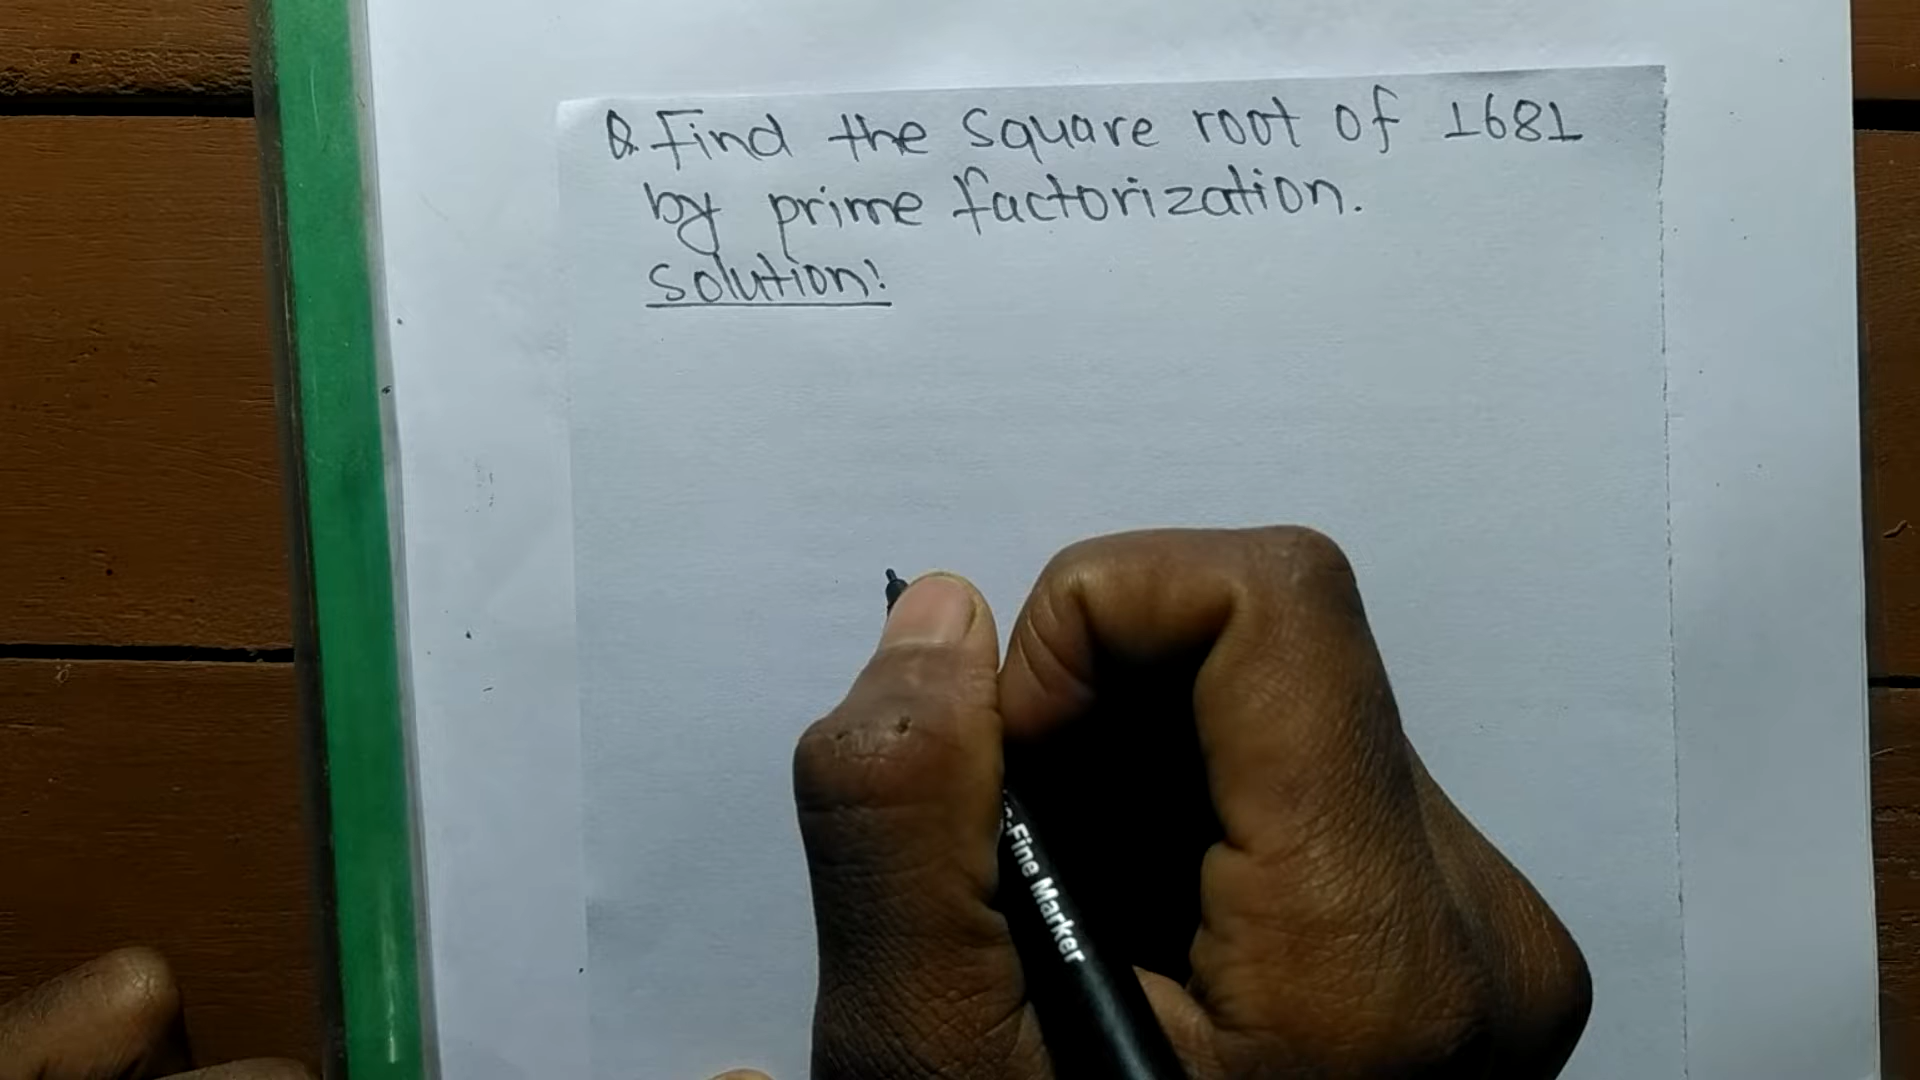 Q. Find the square root of 1681
by prime factorization.
Solution:
-Fine Marker